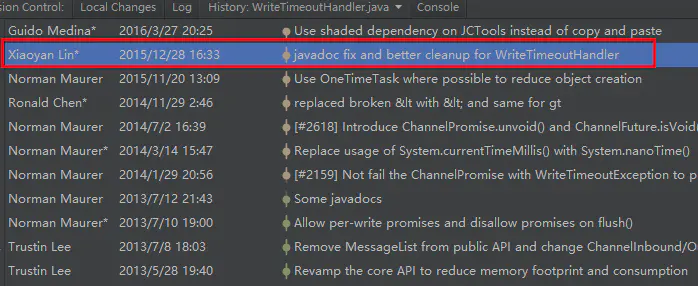 sion Control: Local Changes Log History: WriteTimeoutHandler.java Console
Guido Medina* 2016/3/27 20:25 Use shaded dependency on JCTools instead of copy and paste
Xiaoyan Lin* 2015/12/28 16:33 javadoc fix and better cleanup for WriteTimeoutHandler
Norman Maurer 2015/11/20 13:09 Use OneTimeTask where possible to reduce object creation
Ronald Chen* 2014/11/29 2:46 replaced broken &lt with &lt; and same for gt
Norman Maurer 2014/7/2 16:39 [#2618] Introduce ChannelPromise.unvoid() and ChannelFuture.isVoid()
Norman Maurer* 2014/3/14 15:47 Replace usage of System.currentTimeMillis() with System.nanoTime()
Norman Maurer 2014/1/29 20:56 [#2159] Not fail the ChannelPromise with WriteTimeoutException to p
Norman Maurer 2013/7/12 21:43 Some javadocs
Norman Maurer* 2013/7/10 19:00 Allow per-write promises and disallow promises on flush()
Trustin Lee 2013/7/8 18:03 Remove MessageList from public API and change ChannelInbound/Ou
Trustin Lee 2013/5/28 19:40 Revamp the core API to reduce memory footprint and consumption